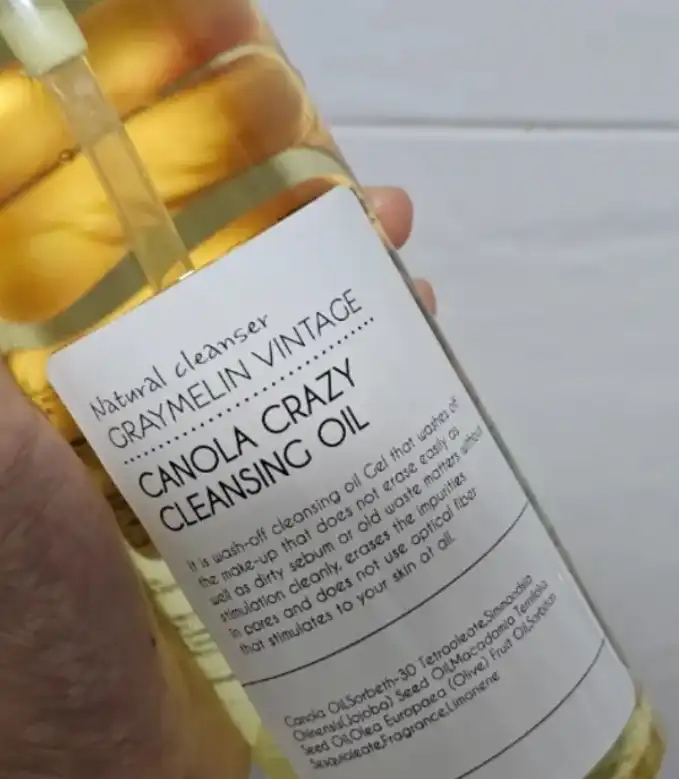 Natural cleanser
GRAYMELIN VINTAGE
CANOLA CRAZY
CLEANSING OIL
It is wash-off cleansing oil Gel that washes of
the make-up that does not erase easily as
well as dirty sebum or old waste matters without
stimulation cleanly, erases the impurities
in pores and does not use optical fiber
that stimulates to your skin at all.
Canola Oil,Sorbeth-30 Tetraoleate,Simmondsia
Chinensis(Jojoba) Seed Oil,Macadamia Ternifolia
Seed Oil,Olea Europaea (Olive) Fruit Oil,Sorbitan
Sesquioleate,Fragrance,Limonene